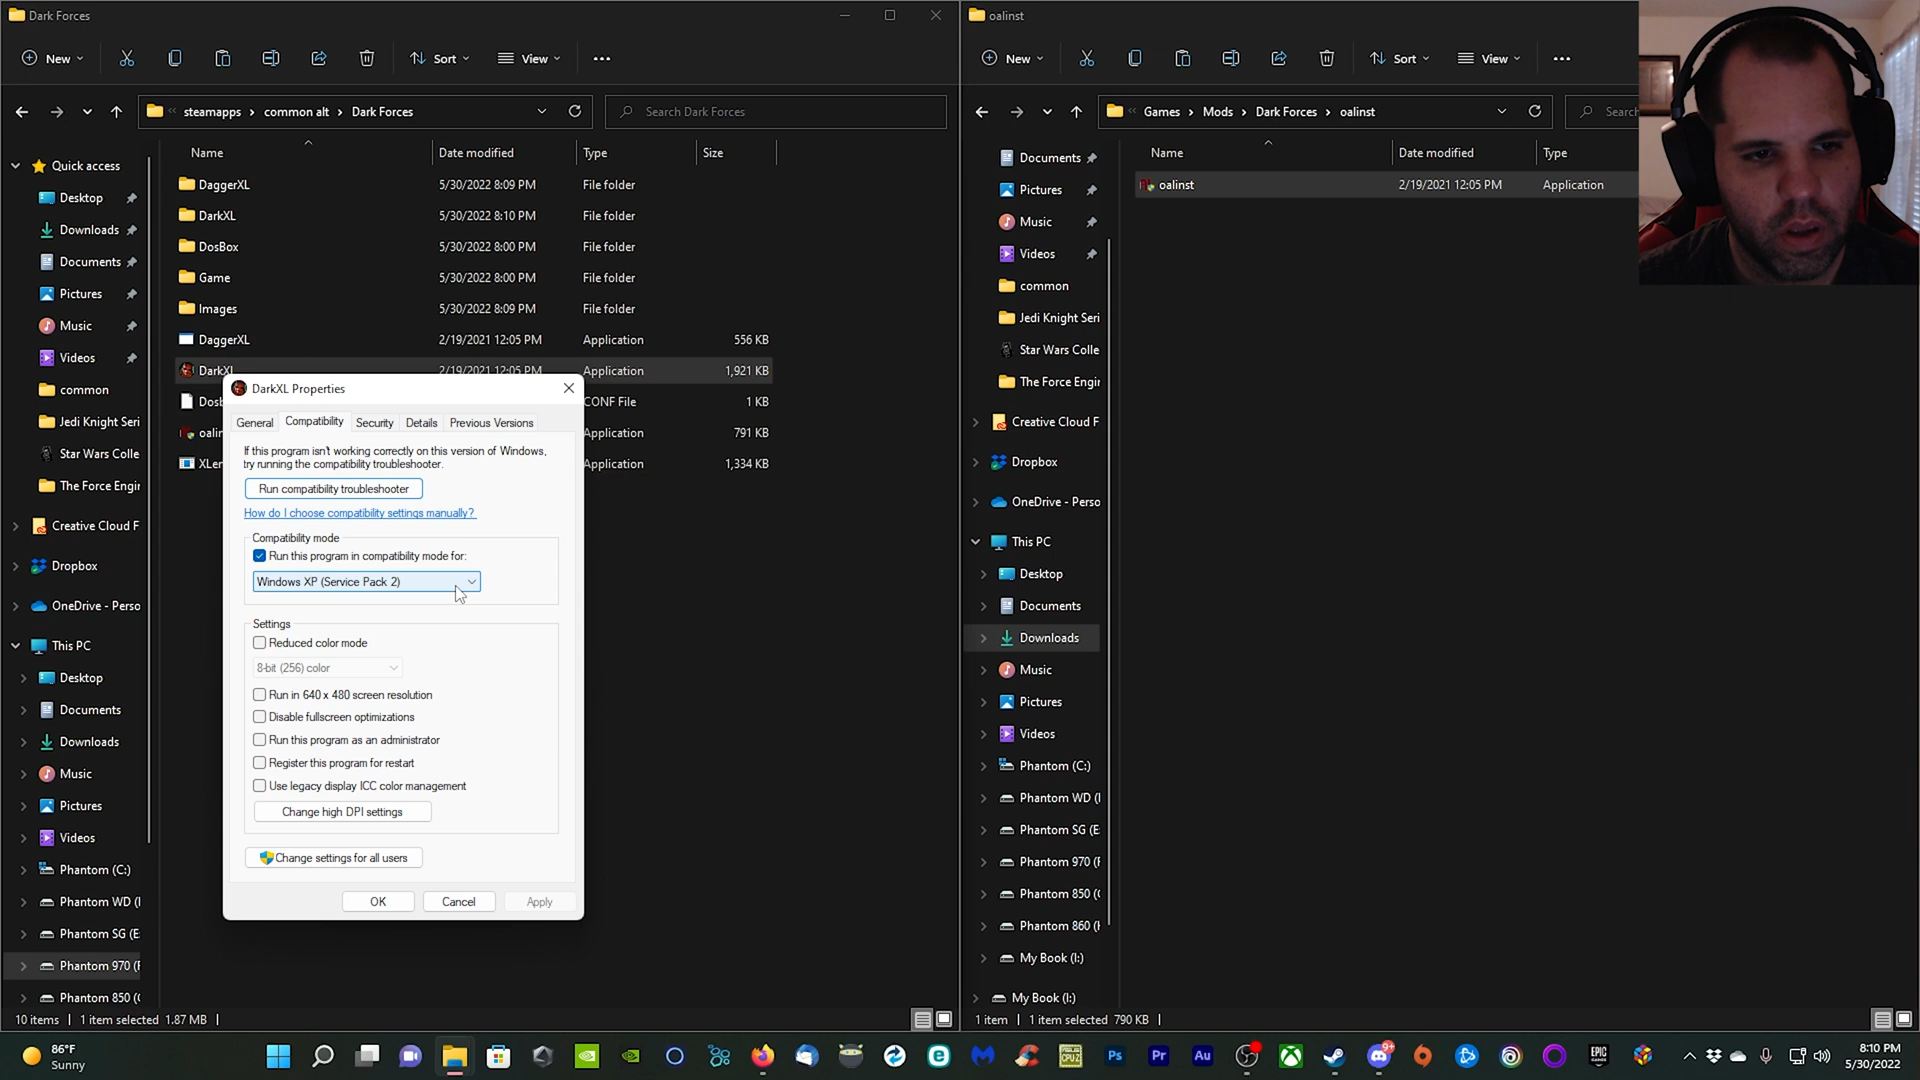 Dark Forces
New
Sort
View
steamapps > common alt > Dark Forces
Search Dark Forces
Name
Date modified
Type
Size
Quick access
Desktop
Downloads
Documents
Pictures
Music
Videos
common
Jedi Knight Seri
Star Wars Colle
The Force Engir
Creative Cloud F
Dropbox
OneDrive - Perso
This PC
Desktop
Documents
Downloads
Music
Pictures
Videos
Phantom (C:)
Phantom WD (I
Phantom SG (E
Phantom 970 (F
Phantom 850 (G
DaggerXL 5/30/2022 8:09 PM File folder
DarkXL 5/30/2022 8:10 PM File folder
DosBox 5/30/2022 8:00 PM File folder
Game 5/30/2022 8:00 PM File folder
Images 5/30/2022 8:00 PM File folder
DaggerXL 2/19/2021 12:05 PM Application 556 KB
DarkXL 2/19/2021 12:05 PM Application 1,921 KB
CONF File 1 KB
Application 791 KB
Application 1,334 KB
DarkXL Properties
General
Compatibility
Security
Details
Previous Versions
If this program isn't working correctly on this version of Windows,
try running the compatibility troubleshooter.
Run compatibility troubleshooter
How do I choose compatibility settings manually?
Compatibility mode
Run this program in compatibility mode for:
Windows XP (Service Pack 2)
Settings
Reduced color mode
8-bit (256) color
Run in 640 x 480 screen resolution
Disable fullscreen optimizations
Run this program as an administrator
Register this program for restart
Use legacy display ICC color management
Change high DPI settings
Change settings for all users
OK
Cancel
Apply
10 items
1 item selected 1.87 MB
oalinst
New
Sort
View
Games > Mods > Dark Forces > oalinst
Search
Name
Date modified
Type
oalinst 2/19/2021 12:05 PM Application
Documents
Pictures
Music
Videos
common
Jedi Knight Seri
Star Wars Colle
The Force Engir
Creative Cloud F
Dropbox
OneDrive - Perso
This PC
Desktop
Documents
Downloads
Music
Pictures
Videos
Phantom (C:)
Phantom WD (I
Phantom SG (E:
Phantom 970 (F
Phantom 850 (G
Phantom 860 (H
My Book (I:)
My Book (I:)
1 item
1 item selected 790 KB
86°F
Sunny
CPU-Z
Ps
Pr
Au
9+
EPIC
GAMES
8:10 PM
5/30/2022